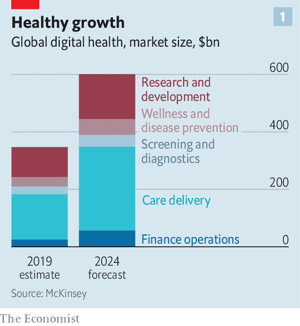 Healthy growth
1
Global digital health, market size, $bn
600
Research and
development
Wellness and
disease prevention
400
Screening and
diagnostics
200
Care delivery
Finance operations
0
2019
estimate
2024
forecast
Source: McKinsey
The Economist